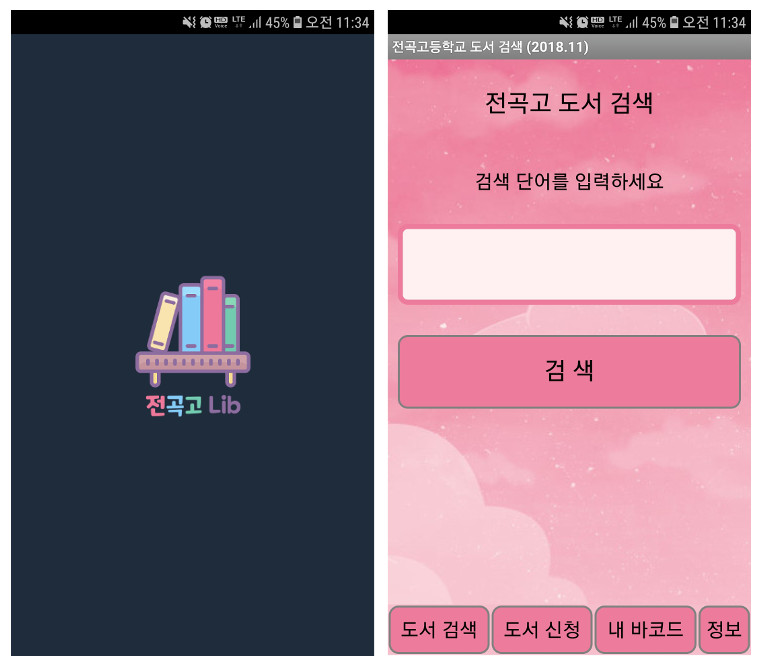 45% 오전 11:34
전곡고 Lib
45% 오전 11:34
전곡고등학교 도서 검색 (2018.11)
전곡고 도서 검색
검색 단어를 입력하세요
검 색
도서 검색 도서 신청 내 바코드 정보